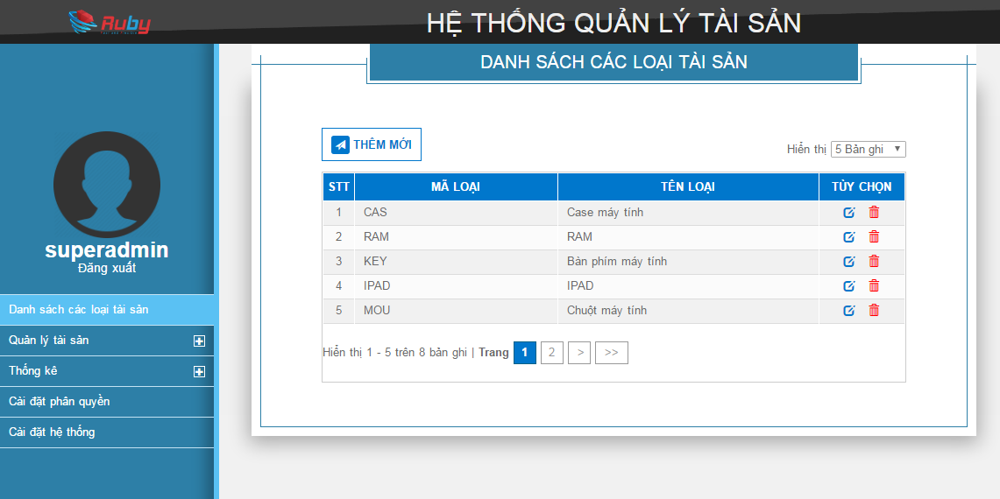 Ruby
HỆ THỐNG QUẢN LÝ TÀI SẢN
DANH SÁCH CÁC LOẠI TÀI SẢN
superadmin
Đăng xuất
Danh sách các loại tài sản
Quản lý tài sản
Thống kê
Cài đặt phân quyền
Cài đặt hệ thống
THÊM MỚI
Hiển thị 5 Bản ghi
STT MÃ LOẠI TÊN LOẠI TÙY CHỌN
1 CAS Case máy tính
2 RAM RAM
3 KEY Bàn phím máy tính
4 IPAD IPAD
5 MOU Chuột máy tính
Hiển thị 1 - 5 trên 8 bản ghi | Trang 1 2 > >>